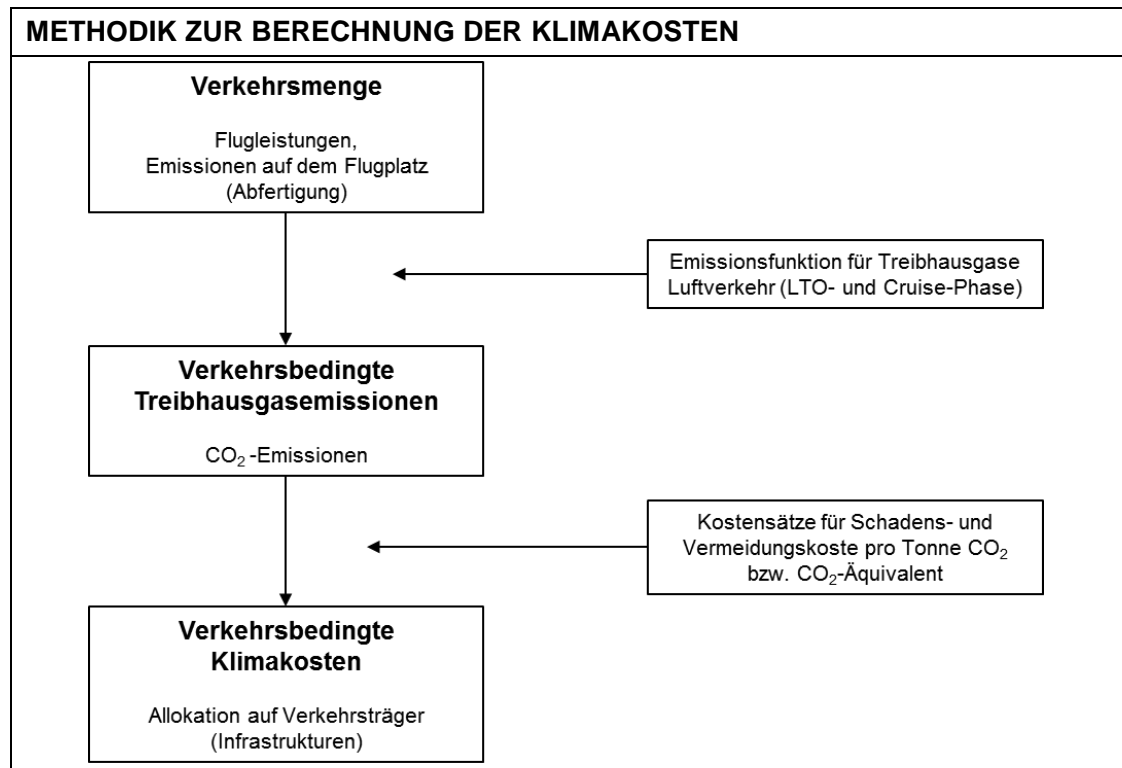 METHODIK ZUR BERECHNUNG DER KLIMAKOSTEN
Verkehrsmenge
Flugleistungen,
Emissionen auf dem Flugplatz
(Abfertigung)
Emissionsfunktion für Treibhausgase
Luftverkehr (LTO- und Cruise-Phase)
Verkehrsbedingte
Treibhausgasemissionen
CO₂ -Emissionen
Kostensätze für Schadens- und
Vermeidungskoste pro Tonne CO₂
bzw. CO₂-Äquivalent
Verkehrsbedingte
Klimakosten
Allokation auf Verkehrsträger
(Infrastrukturen)